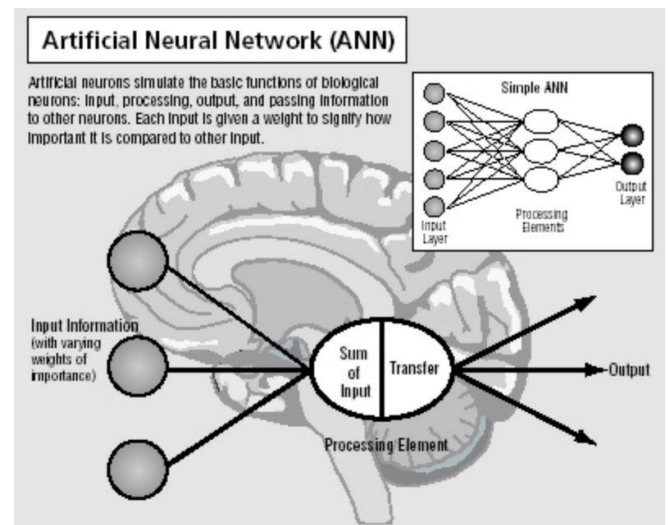 Artificial Neural Network (ANN)
Artificial neurons simulate the basic functions of biological
neurons: input, processing, output, and passing information
to other neurons. Each input is given a weight to signify how
important it is compared to other input.
Simple ANN
Input
Layer
Processing
Elements
Output
Layer
Input Information
(with varying
weights of
importance)
Sum
of
Input
Transfer
Output
Processing Element